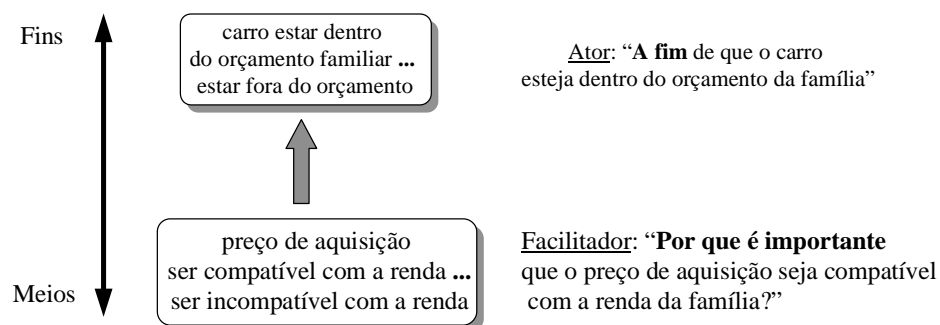 Fins
carro estar dentro
do orçamento familiar ...
estar fora do orçamento
Ator: “A fim de que o carro
esteja dentro do orçamento da família”
Meios
preço de aquisição
ser compatível com a renda ...
ser incompatível com a renda
Facilitador: “Por que é importante
que o preço de aquisição seja compatível
com a renda da família?”